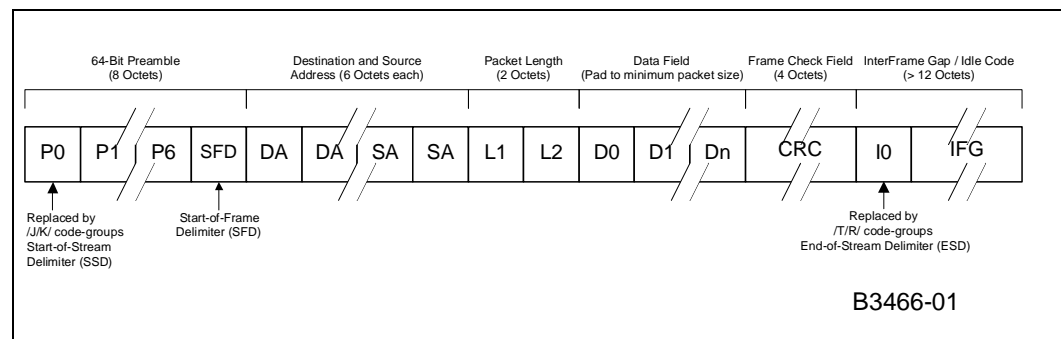 64-Bit Preamble
(8 Octets)
Destination and Source
Address (6 Octets each)
Packet Length
(2 Octets)
Data Field
(Pad to minimum packet size)
Frame Check Field
(4 Octets)
InterFrame Gap / Idle Code
(> 12 Octets)
P0 P1 P6 SFD DA DA SA SA L1 L2 D0 D1 Dn CRC I0 IFG
Replaced by
/J/K/ code-groups
Start-of-Stream
Delimiter (SSD)
Start-of-Frame
Delimiter (SFD)
Replaced by
/T/R/ code-groups
End-of-Stream Delimiter (ESD)
B3466-01